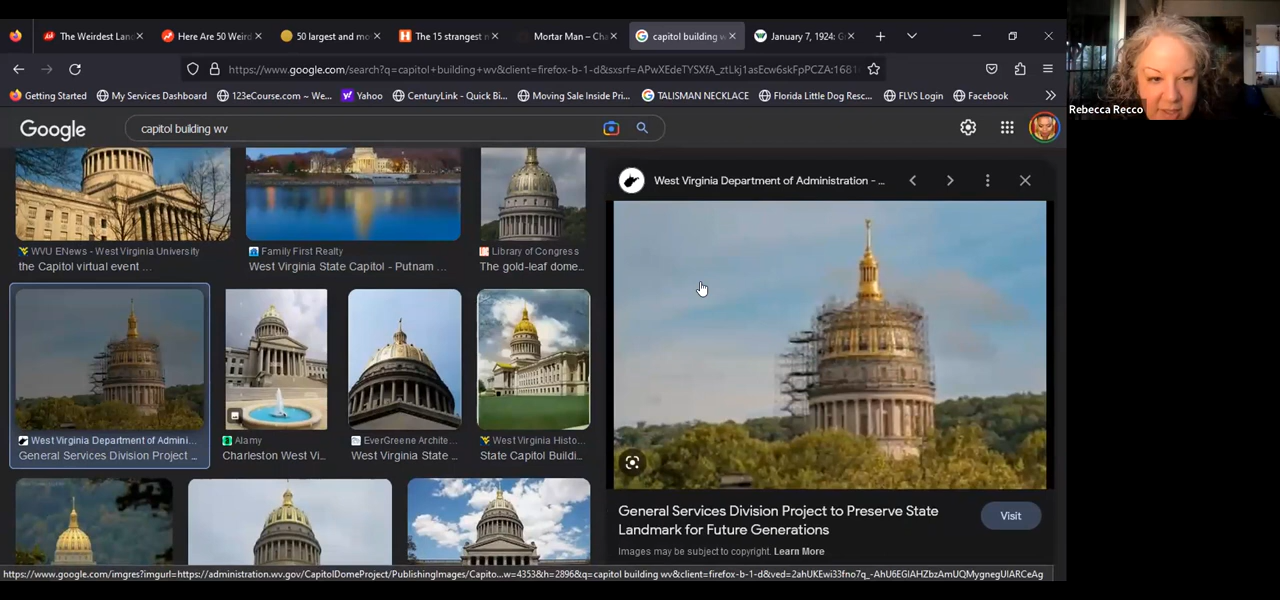 The Weirdest Lan
Here Are 50 Weird
50 largest and mo
The 15 strangest n
Mortar Man – Cha
capitol building w
January 7, 1924: G
https://www.google.com/search?q=capitol+building+wv&client=firefox-b-1-d&sxsrf=
Getting Started
My Services Dashboard
123eCourse.com ~ We...
Yahoo
CenturyLink - Quick Bi...
Moving Sale Inside Pri...
TALISMAN NECKLACE
Florida Little Dog Resc...
FLVS Login
Facebook
Rebecca Recco
Google
capitol building wv
West Virginia Department of Administration - ...
WVU ENews - West Virginia University
the Capitol virtual event ...
Family First Realty
West Virginia State Capitol - Putnam ...
Library of Congress
The gold-leaf dome...
West Virginia Department of Admini...
General Services Division Project ...
Alamy
Charleston West Vi...
EverGreene Archite...
West Virginia State ...
West Virginia Histo...
State Capitol Buildi...
General Services Division Project to Preserve State
Landmark for Future Generations
Visit
Images may be subject to copyright. Learn More
https://www.google.com/imgres?imgurl=https://administration.wv.gov/CapitolDomeProject/PublishingImages/Capito...w=4353&h=2896&q=capitol building wv&client=firefox-b-1-d&ved=